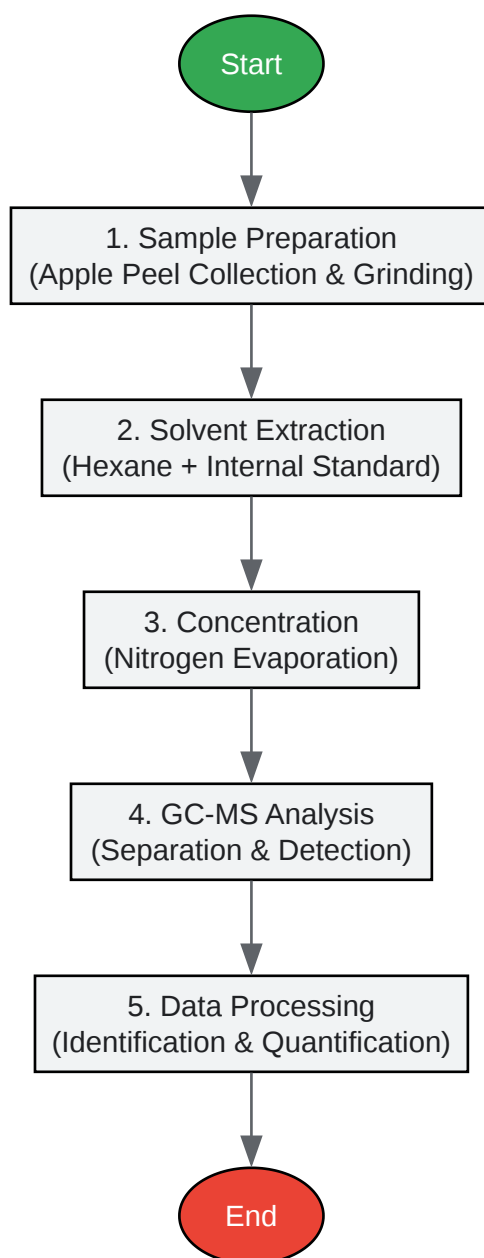 Start
1. Sample Preparation
(Apple Peel Collection & Grinding)
2. Solvent Extraction
(Hexane + Internal Standard)
3. Concentration
(Nitrogen Evaporation)
4. GC-MS Analysis
(Separation & Detection)
5. Data Processing
(Identification & Quantification)
End